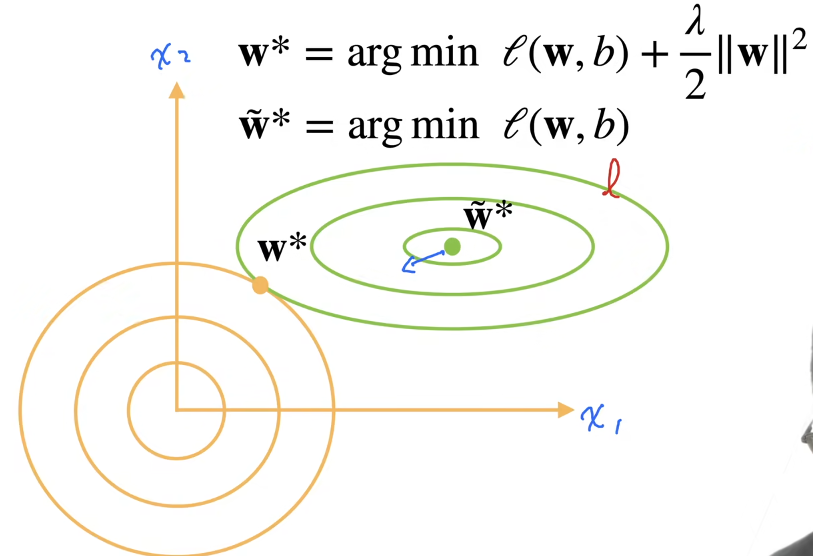 x₂
w* = arg min ℓ(w, b) + λ/2 ‖w‖²
w̃* = arg min ℓ(w, b)
ℓ
w̃*
w*
x₁